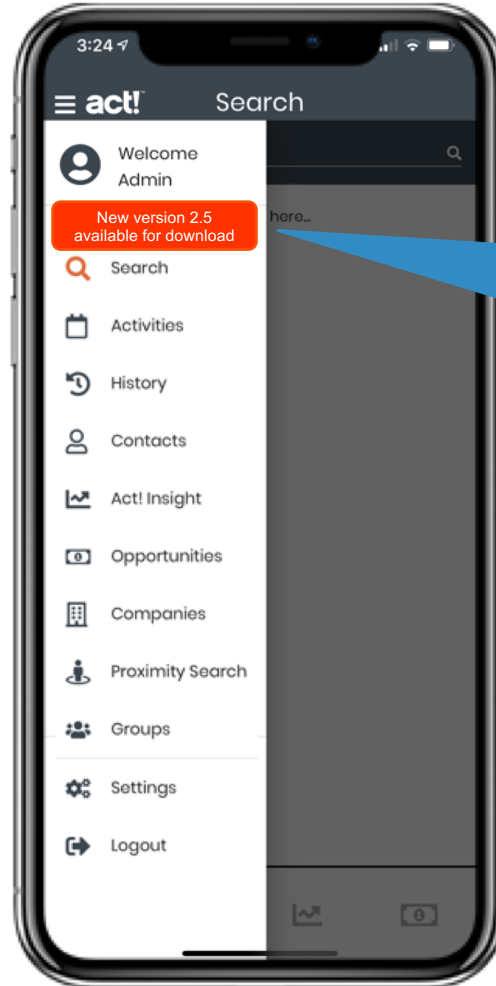 3:24
act! Search
Welcome
Admin
New version 2.5
available for download
here...
Search
Activities
History
Contacts
Act! Insight
Opportunities
Companies
Proximity Search
Groups
Settings
Logout